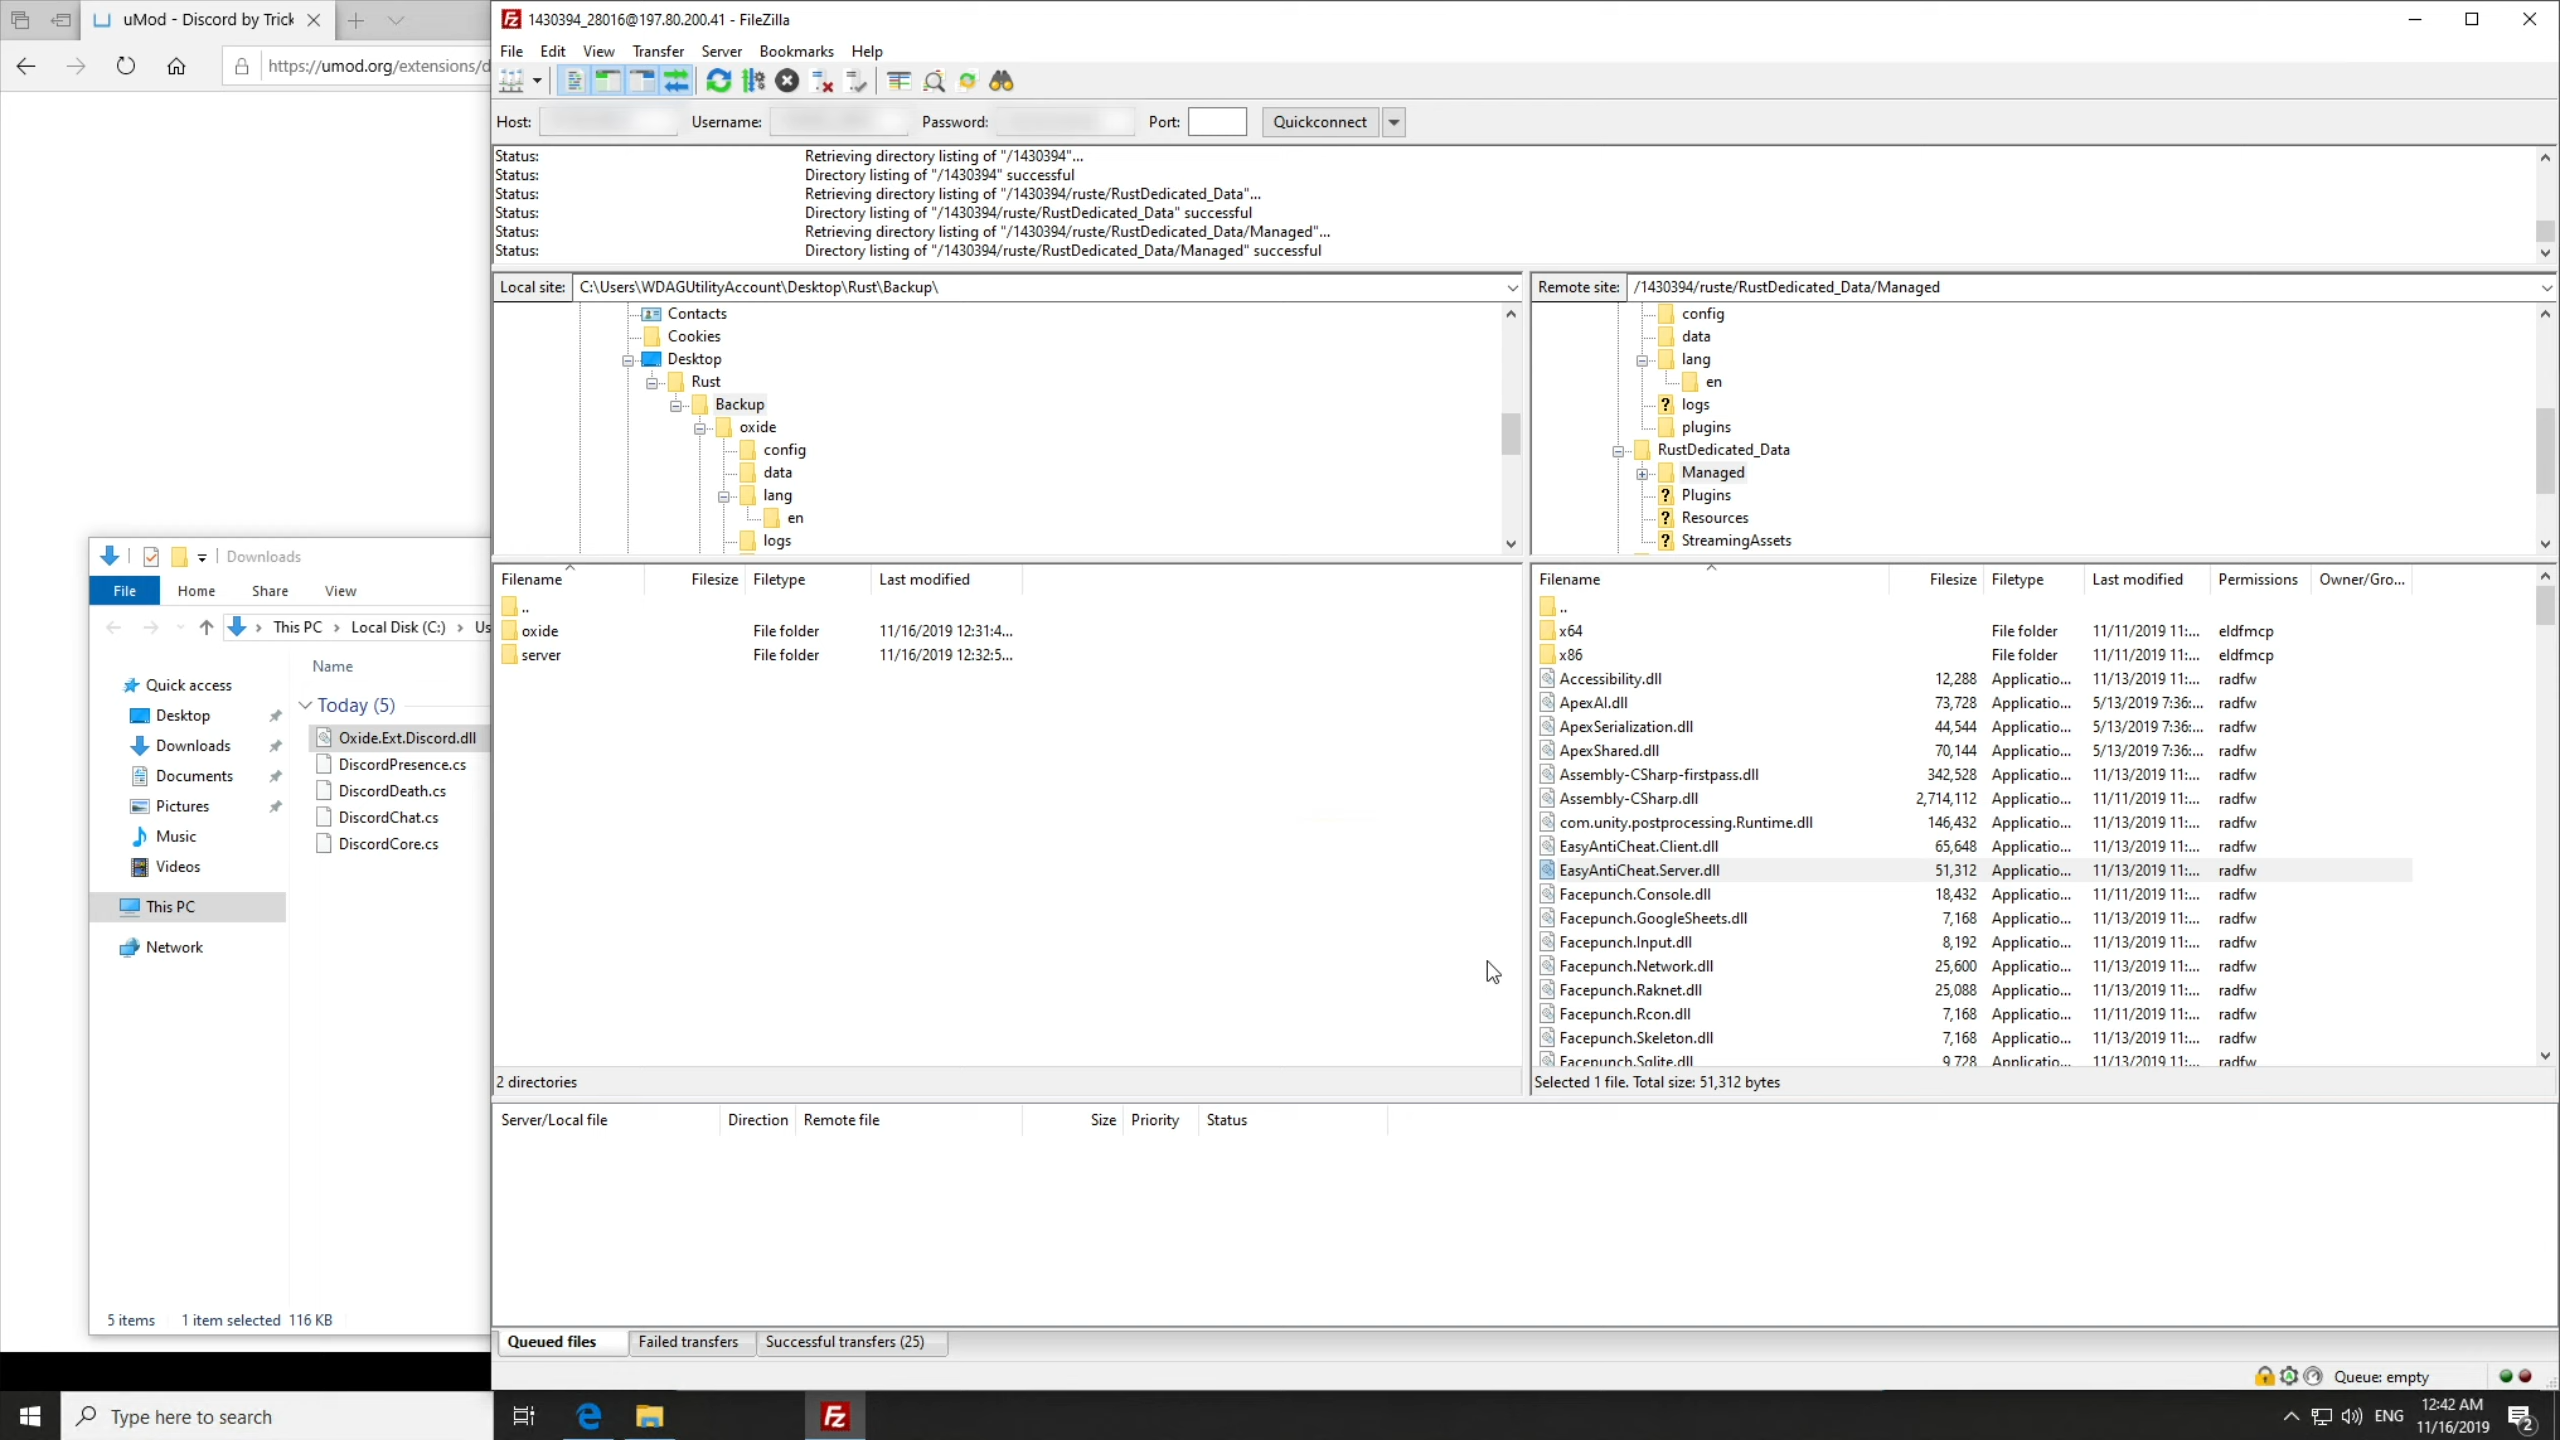 uMod - Discord by Trick
https://umod.org/extensions/d
1430394_28016@197.80.200.41 - FileZilla
File Edit View Transfer Server Bookmarks Help
Host: Username: Password: Port: Quickconnect
Status: Retrieving directory listing of "/1430394"...
Status: Directory listing of "/1430394" successful
Status: Retrieving directory listing of "/1430394/ruste/RustDedicated_Data"...
Status: Directory listing of "/1430394/ruste/RustDedicated_Data" successful
Status: Retrieving directory listing of "/1430394/ruste/RustDedicated_Data/Managed"...
Status: Directory listing of "/1430394/ruste/RustDedicated_Data/Managed" successful
Local site: C:\Users\WDAGUtilityAccount\Desktop\Rust\Backup\
Contacts
Cookies
Desktop
Rust
Backup
oxide
config
data
lang
en
logs
Remote site: /1430394/ruste/RustDedicated_Data/Managed
config
data
lang
en
logs
plugins
RustDedicated_Data
Managed
Plugins
Resources
StreamingAssets
Downloads
File Home Share View
This PC Local Disk (C:) Us
Quick access
Desktop
Downloads
Documents
Pictures
Music
Videos
This PC
Network
Name
Today (5)
Oxide.Ext.Discord.dll
DiscordPresence.cs
DiscordDeath.cs
DiscordChat.cs
DiscordCore.cs
5 items 1 item selected 116 KB
Filename Filesize Filetype Last modified
..
oxide File folder 11/16/2019 12:31:4...
server File folder 11/16/2019 12:32:5...
2 directories
Filename Filesize Filetype Last modified Permissions Owner/Gro...
..
x64 File folder 11/11/2019 11:... eldfmcp
x86 File folder 11/11/2019 11:... eldfmcp
Accessibility.dll 12,288 Applicatio... 11/13/2019 11:... radfw
ApexAI.dll 73,728 Applicatio... 5/13/2019 7:36:... radfw
ApexSerialization.dll 44,544 Applicatio... 5/13/2019 7:36:... radfw
ApexShared.dll 70,144 Applicatio... 5/13/2019 7:36:... radfw
Assembly-CSharp-firstpass.dll 342,528 Applicatio... 11/13/2019 11:... radfw
Assembly-CSharp.dll 2,714,112 Applicatio... 11/11/2019 11:... radfw
com.unity.postprocessing.Runtime.dll 146,432 Applicatio... 11/13/2019 11:... radfw
EasyAntiCheat.Client.dll 65,648 Applicatio... 11/13/2019 11:... radfw
EasyAntiCheat.Server.dll 51,312 Applicatio... 11/13/2019 11:... radfw
Facepunch.Console.dll 18,432 Applicatio... 11/11/2019 11:... radfw
Facepunch.GoogleSheets.dll 7,168 Applicatio... 11/13/2019 11:... radfw
Facepunch.Input.dll 8,192 Applicatio... 11/13/2019 11:... radfw
Facepunch.Network.dll 25,600 Applicatio... 11/13/2019 11:... radfw
Facepunch.Raknet.dll 25,088 Applicatio... 11/13/2019 11:... radfw
Facepunch.Rcon.dll 7,168 Applicatio... 11/11/2019 11:... radfw
Facepunch.Skeleton.dll 7,168 Applicatio... 11/13/2019 11:... radfw
Facepunch.Sqlite.dll 9,728 Applicatio... 11/13/2019 11:... radfw
Selected 1 file. Total size: 51,312 bytes
Server/Local file Direction Remote file Size Priority Status
Queued files Failed transfers Successful transfers (25)
Queue: empty
Type here to search
ENG
12:42 AM
11/16/2019
2